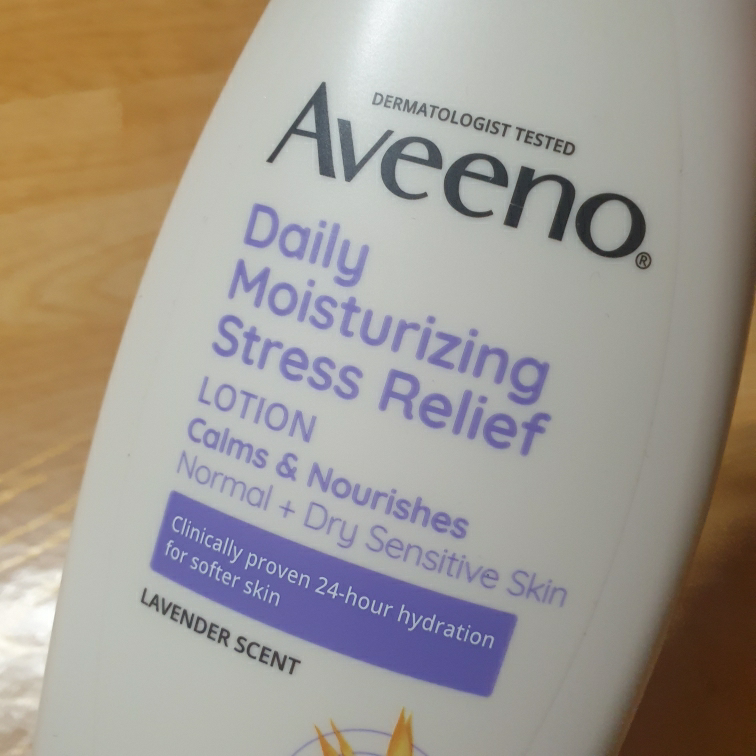 DERMATOLOGIST TESTED
Aveeno®
Daily
Moisturizing
Stress Relief
LOTION
Calms & Nourishes
Normal + Dry Sensitive Skin
Clinically proven 24-hour hydration
for softer skin
LAVENDER SCENT